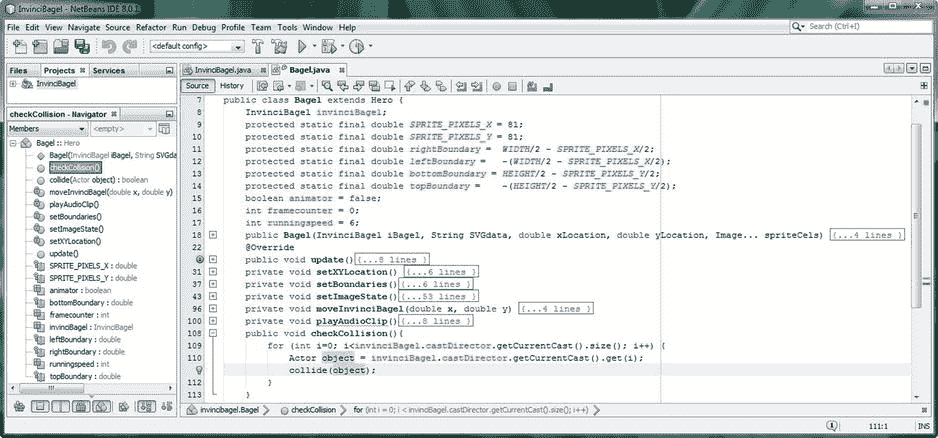 InvinciBagel - NetBeans IDE 8.0.1
File Edit View Navigate Source Refactor Run Debug Profile Team Tools Window Help
Search (Ctrl+I)
<default config>
Files Projects Services
InvinciBagel
checkCollision - Navigator
Members <empty>
Bagel :: Hero
Bagel(InvinciBagel iBagel, String SVGdata
checkCollision()
collide(Actor object) : boolean
moveInvinciBagel(double x, double y)
playAudioClip()
setBoundaries()
setImageState()
setXYLocation()
update()
SPRITE_PIXELS_X : double
SPRITE_PIXELS_Y : double
animator : boolean
bottomBoundary : double
framecounter : int
invinciBagel : InvinciBagel
leftBoundary : double
rightBoundary : double
runningspeed : int
topBoundary : double
InvinciBagel.java Bagel.java
Source History
7 public class Bagel extends Hero {
8 InvinciBagel invinciBagel;
9 protected static final double SPRITE_PIXELS_X = 81;
10 protected static final double SPRITE_PIXELS_Y = 81;
11 protected static final double rightBoundary = WIDTH/2 - SPRITE_PIXELS_X/2;
12 protected static final double leftBoundary = -(WIDTH/2 - SPRITE_PIXELS_X/2);
13 protected static final double bottomBoundary = HEIGHT/2 - SPRITE_PIXELS_Y/2;
14 protected static final double topBoundary = -(HEIGHT/2 - SPRITE_PIXELS_Y/2);
15 boolean animator = false;
16 int framecounter = 0;
17 int runningspeed = 6;
18 public Bagel(InvinciBagel iBagel, String SVGdata, double xLocation, double yLocation, Image... spriteCels) {...4 lines }
22 @Override
public void update() {...8 lines }
31 private void setXYLocation() {...6 lines }
37 private void setBoundaries() {...6 lines }
43 private void setImageState() {...53 lines }
96 private void moveInvinciBagel(double x, double y) {...4 lines }
100 private void playAudioClip() {...8 lines }
108 public void checkCollision(){
109 for (int i=0; i<invinciBagel.castDirector.getCurrentCast().size(); i++) {
110 Actor object = invinciBagel.castDirector.getCurrentCast().get(i);
collide(object);
112 }
113 }
invincibagel.Bagel checkCollision for (int i = 0; i < invinciBagel.castDirector.getCurrentCast().size(); i++)
111:1 INS